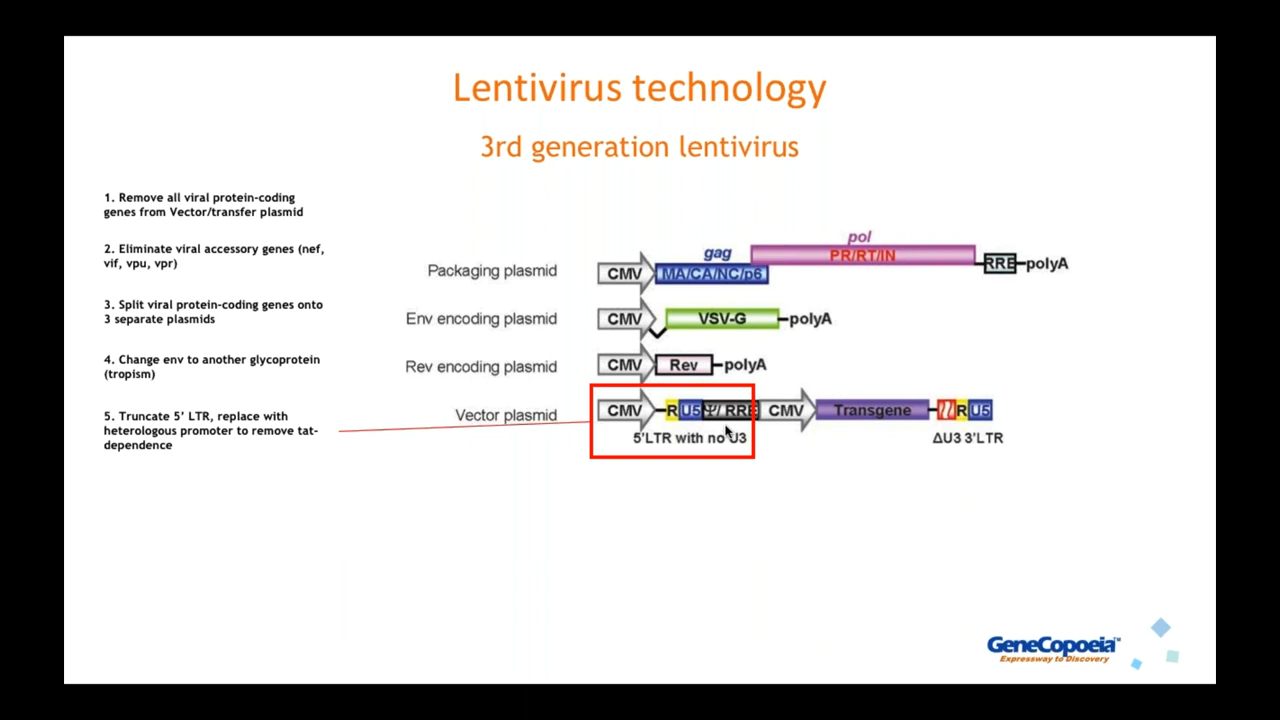 Lentivirus technology
3rd generation lentivirus
1. Remove all viral protein-coding
genes from Vector/transfer plasmid
2. Eliminate viral accessory genes (nef,
vif, vpu, vpr)
3. Split viral protein-coding genes onto
3 separate plasmids
4. Change env to another glycoprotein
(tropism)
5. Truncate 5’ LTR, replace with
heterologous promoter to remove tat-
dependence
gag pol
Packaging plasmid CMV MA/CA/NC/p6 PR/RT/IN RRE polyA
Env encoding plasmid CMV VSV-G polyA
Rev encoding plasmid CMV Rev polyA
Vector plasmid CMV R U5 Ψ/ RRE CMV Transgene R U5
5’LTR with no U3 ΔU3 3’LTR
GeneCopoeia™
Expressway to Discovery